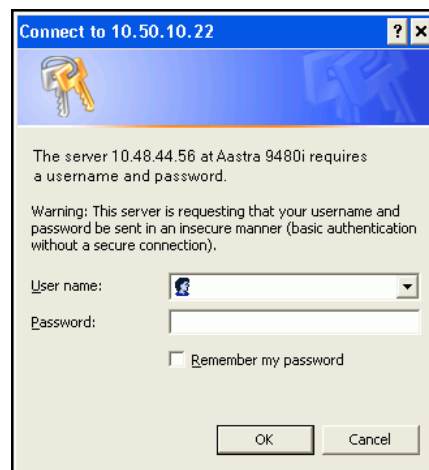 Connect to 10.50.10.22
The server 10.48.44.56 at Aastra 9480i requires
a username and password.
Warning: This server is requesting that your username and
password be sent in an insecure manner (basic authentication
without a secure connection).
User name:
Password:
Remember my password
OK Cancel